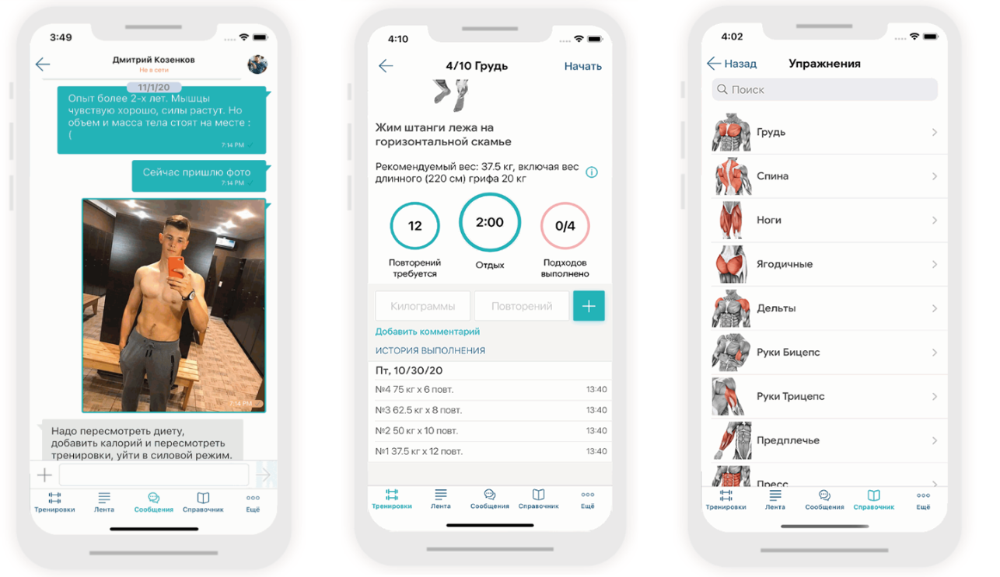 3:49
Дмитрий Козенков
Не в сети
11/1/20
Опыт более 2-х лет. Мышцы
чувствую хорошо, силы растут. Но
объем и масса тела стоят на месте :
(
7:14 PM
Сейчас пришлю фото
7:14 PM
7:14 PM
Надо пересмотреть диету,
добавить калорий и пересмотреть
тренировки, уйти в силовой режим.
Тренировки
Лента
Сообщения
Справочник
Ещё
4:10
4/10 Грудь
Начать
Жим штанги лежа на
горизонтальной скамье
Рекомендуемый вес: 37.5 кг, включая вес
длинного (220 см) грифа 20 кг
12
2:00
0/4
Повторений
требуется
Отдых
Подходов
выполнено
Килограммы
Повторений
+
Добавить комментарий
ИСТОРИЯ ВЫПОЛНЕНИЯ
Пт, 10/30/20
№4 75 кг x 6 повт. 13:40
№3 62.5 кг x 8 повт. 13:40
№2 50 кг x 10 повт. 13:40
№1 37.5 кг x 12 повт. 13:40
Тренировки
Лента
Сообщения
Справочник
Ещё
4:02
Назад
Упражнения
Поиск
Грудь
Спина
Ноги
Ягодичные
Дельты
Руки Бицепс
Руки Трицепс
Предплечье
Пресс
Тренировки
Лента
Сообщения
Справочник
Ещё